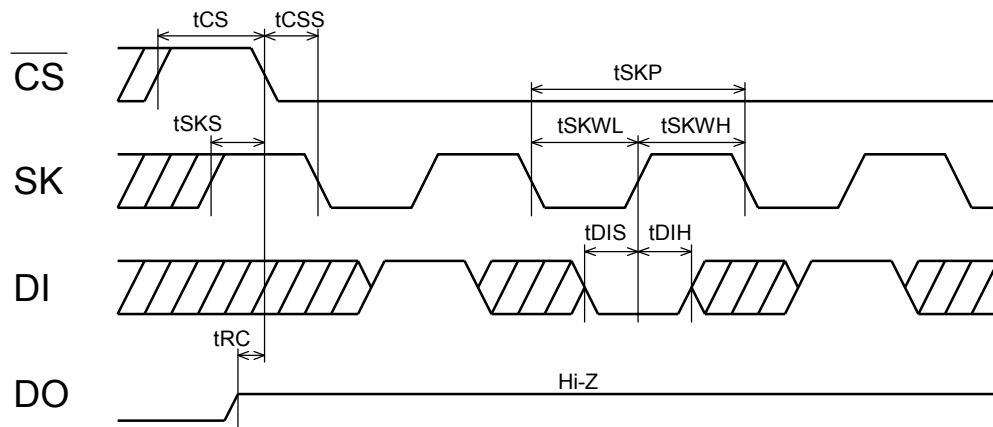 tCS tCSS
CS
tSKP
tSKS tSKWL tSKWH
SK
tDIS tDIH
DI
tRC
DO Hi-Z